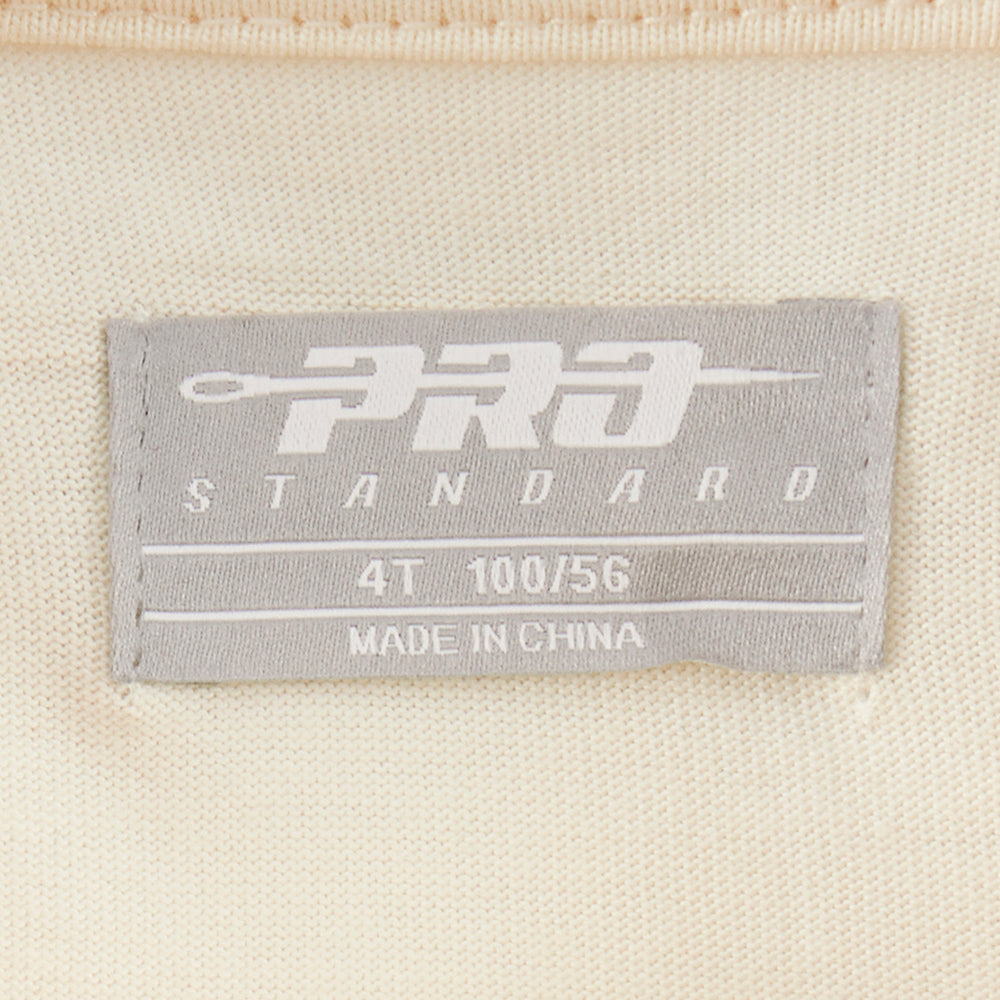 PRO
STANDARD
4T 100/56
MADE IN CHINA